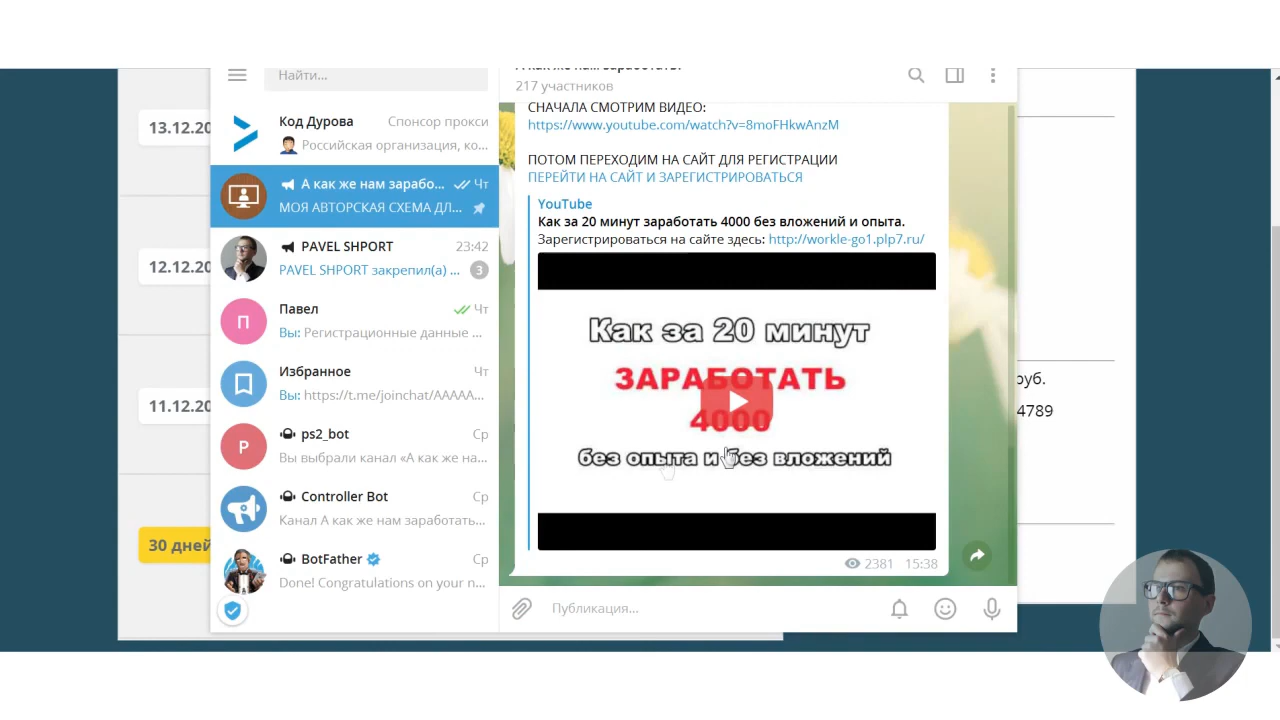 Найти...
217 участников
Код Дурова
Спонсор прокси
Российская организация, ко...
А как же нам зарабо...
Чт
МОЯ АВТОРСКАЯ СХЕМА ДЛ...
PAVEL SHPORT
23:42
PAVEL SHPORT закрепил(а) ...
3
П
Павел
Чт
Вы: Регистрационные данные ...
Избранное
Чт
Вы: https://t.me/joinchat/AAAAA...
P
ps2_bot
Ср
Вы выбрали канал «А как же на...
Controller Bot
Ср
Канал А как же нам заработать...
BotFather
Ср
Done! Congratulations on your n...
СНАЧАЛА СМОТРИМ ВИДЕО:
https://www.youtube.com/watch?v=8moFHkwAnzM
ПОТОМ ПЕРЕХОДИМ НА САЙТ ДЛЯ РЕГИСТРАЦИИ
ПЕРЕЙТИ НА САЙТ И ЗАРЕГИСТРИРОВАТЬСЯ
YouTube
Как за 20 минут заработать 4000 без вложений и опыта.
Зарегистрироваться на сайте здесь: http://workle-go1.plp7.ru/
Как за 20 минут
ЗАРАБОТАТЬ
4000
без опыта и без вложений
2381
15:38
Публикация...
13.12.20
12.12.20
11.12.20
30 дней
руб.
4789